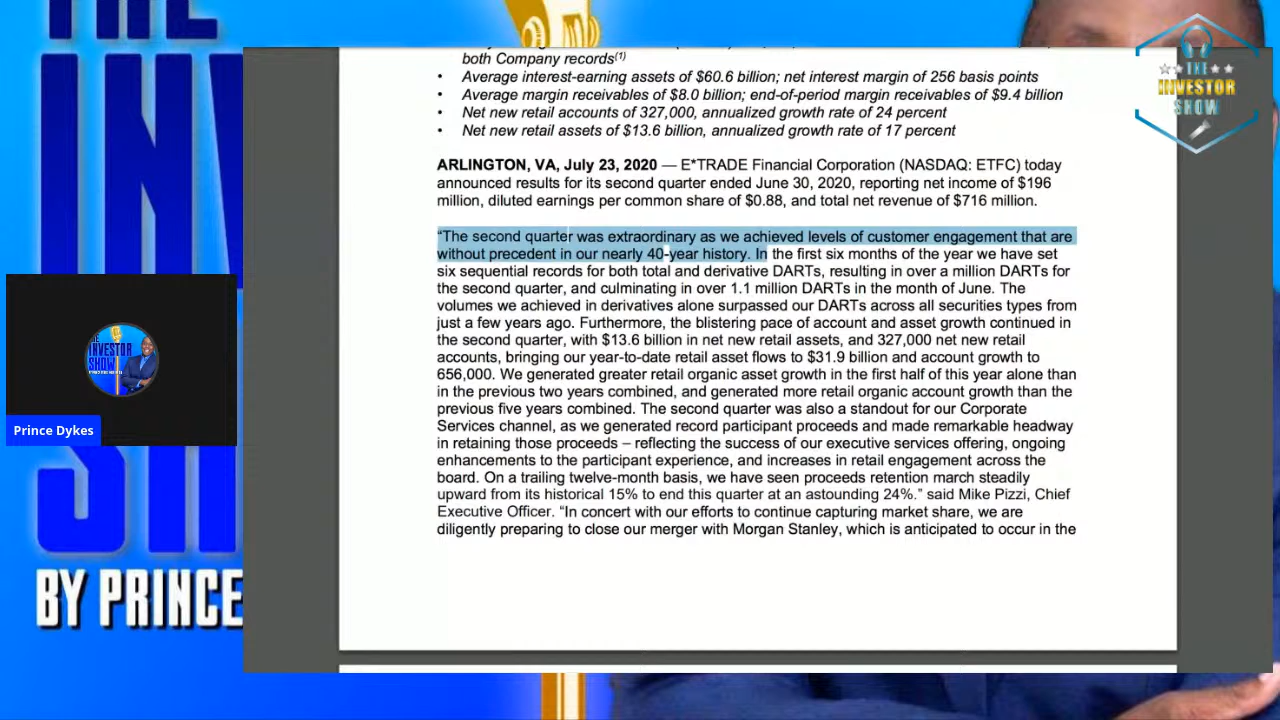 THE
INV
SH
BY PRINCE
THE
INVESTOR
SHOW
THE
INVESTOR
SHOW
Prince Dykes
both Company records(1)
• Average interest-earning assets of $60.6 billion; net interest margin of 256 basis points
• Average margin receivables of $8.0 billion; end-of-period margin receivables of $9.4 billion
• Net new retail accounts of 327,000, annualized growth rate of 24 percent
• Net new retail assets of $13.6 billion, annualized growth rate of 17 percent
ARLINGTON, VA, July 23, 2020 — E*TRADE Financial Corporation (NASDAQ: ETFC) today
announced results for its second quarter ended June 30, 2020, reporting net income of $196
million, diluted earnings per common share of $0.88, and total net revenue of $716 million.
“The second quarter was extraordinary as we achieved levels of customer engagement that are
without precedent in our nearly 40-year history. In the first six months of the year we have set
six sequential records for both total and derivative DARTs, resulting in over a million DARTs for
the second quarter, and culminating in over 1.1 million DARTs in the month of June. The
volumes we achieved in derivatives alone surpassed our DARTs across all securities types from
just a few years ago. Furthermore, the blistering pace of account and asset growth continued in
the second quarter, with $13.6 billion in net new retail assets, and 327,000 net new retail
accounts, bringing our year-to-date retail asset flows to $31.9 billion and account growth to
656,000. We generated greater retail organic asset growth in the first half of this year alone than
in the previous two years combined, and generated more retail organic account growth than the
previous five years combined. The second quarter was also a standout for our Corporate
Services channel, as we generated record participant proceeds and made remarkable headway
in retaining those proceeds – reflecting the success of our executive services offering, ongoing
enhancements to the participant experience, and increases in retail engagement across the
board. On a trailing twelve-month basis, we have seen proceeds retention march steadily
upward from its historical 15% to end this quarter at an astounding 24%.” said Mike Pizzi, Chief
Executive Officer. “In concert with our efforts to continue capturing market share, we are
diligently preparing to close our merger with Morgan Stanley, which is anticipated to occur in the